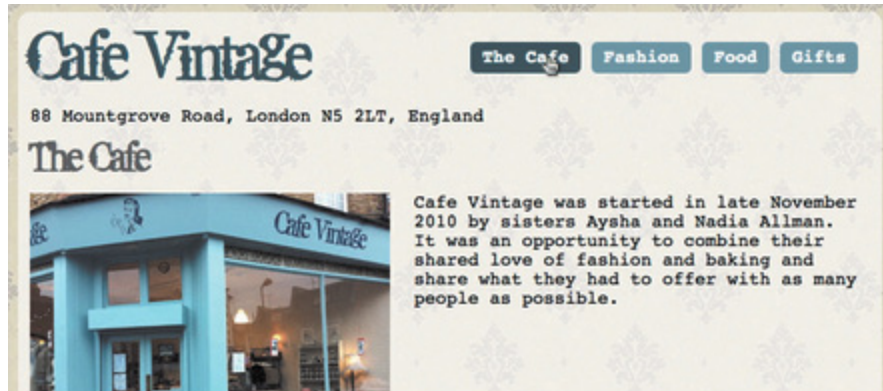 Cafe Vintage
The Cafe Fashion Food Gifts
88 Mountgrove Road, London N5 2LT, England
The Cafe
Cafe Vintage was started in late November
2010 by sisters Aysha and Nadia Allman.
It was an opportunity to combine their
shared love of fashion and baking and
share what they had to offer with as many
people as possible.
Cafe Vintage